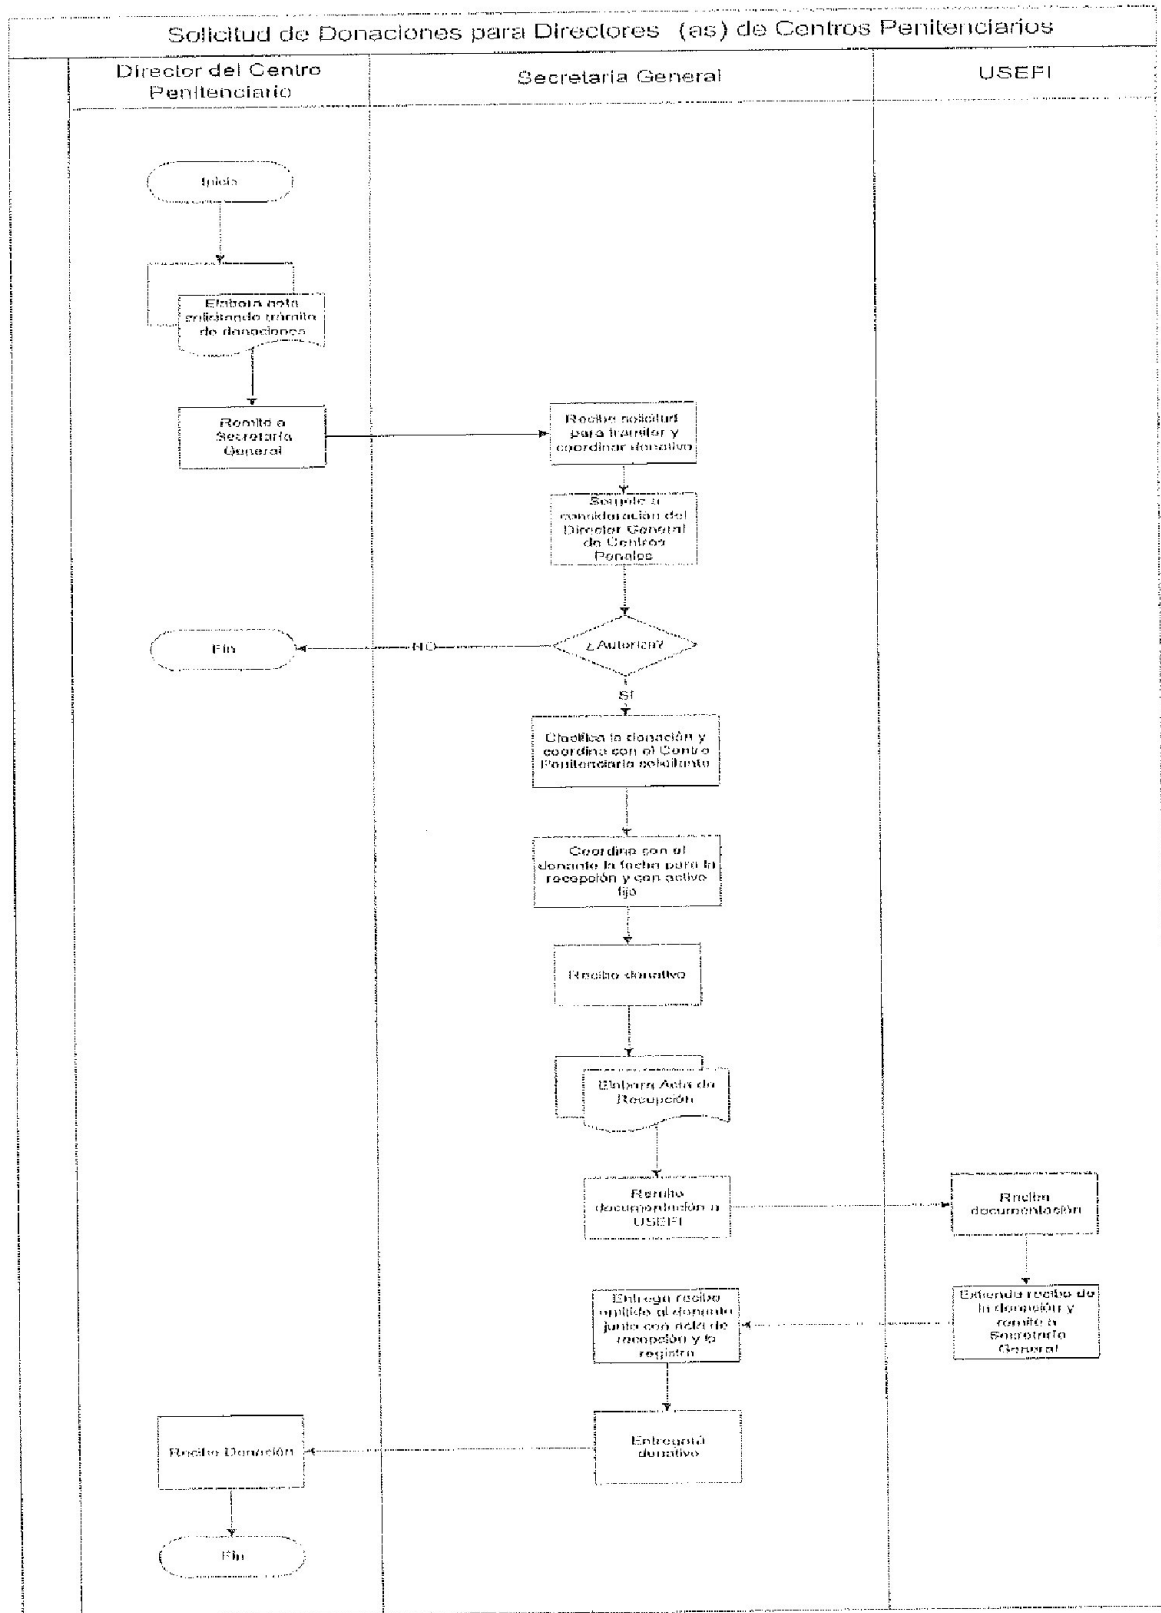 Solicitud de Donaciones para Directores (as) de Centros Penitenciarios
Director del Centro
Penitenciario
Secretaria General
USEFI
Inicio
Elabora nota
solicitando trámite
de donaciones
Remite a
Secretaría
General
Recibe solicitud
para tramitar y
coordinar donativo
Somete a
consideración del
Director General
de Centros
Penales
¿Autoriza?
NO
Fin
SI
Clasifica la donación y
coordina con el Centro
Penitenciario solicitante
Coordina con el
donante la fecha para la
recepción y con activo
fijo
Recibe donativo
Elabora Acta de
Recepción
Remite
documentación a
USEFI
Recibe
documentación
Extiende recibo de
la donación y
remite a
Secretaría
General
Entrega recibo
emitido al donante
junto con acta de
recepción y lo
registra
Entregará
donativo
Recibe Donación
Fin